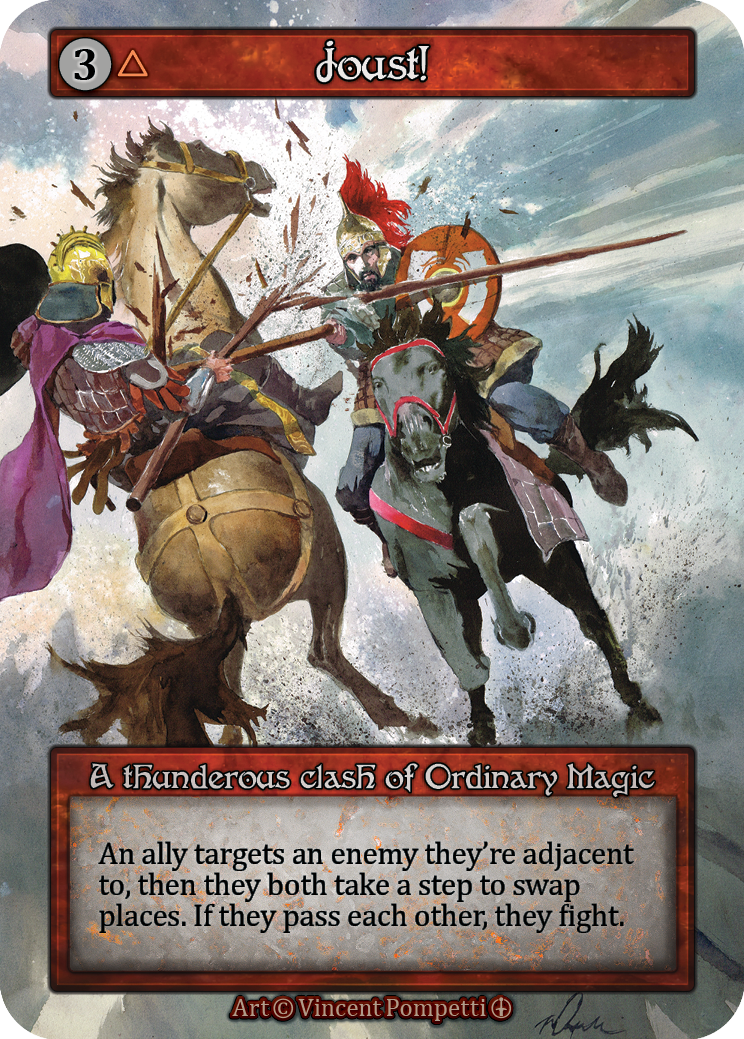 3
Joust!
A thunderous clash of Ordinary Magic
An ally targets an enemy they're adjacent
to, then they both take a step to swap
places. If they pass each other, they fight.
Art © Vincent Pompetti